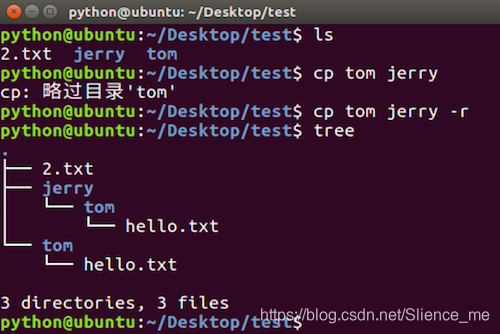 python@ubuntu: ~/Desktop/test
python@ubuntu:~/Desktop/test$ ls
2.txt  jerry  tom
python@ubuntu:~/Desktop/test$ cp tom jerry
cp: 略过目录'tom'
python@ubuntu:~/Desktop/test$ cp tom jerry -r
python@ubuntu:~/Desktop/test$ tree
.
├── 2.txt
├── jerry
│   └── tom
│       └── hello.txt
└── tom
    └── hello.txt
3 directories, 3 files
python@ubuntu:~/Desktop/test$
https://blog.csdn.net/Slience_me